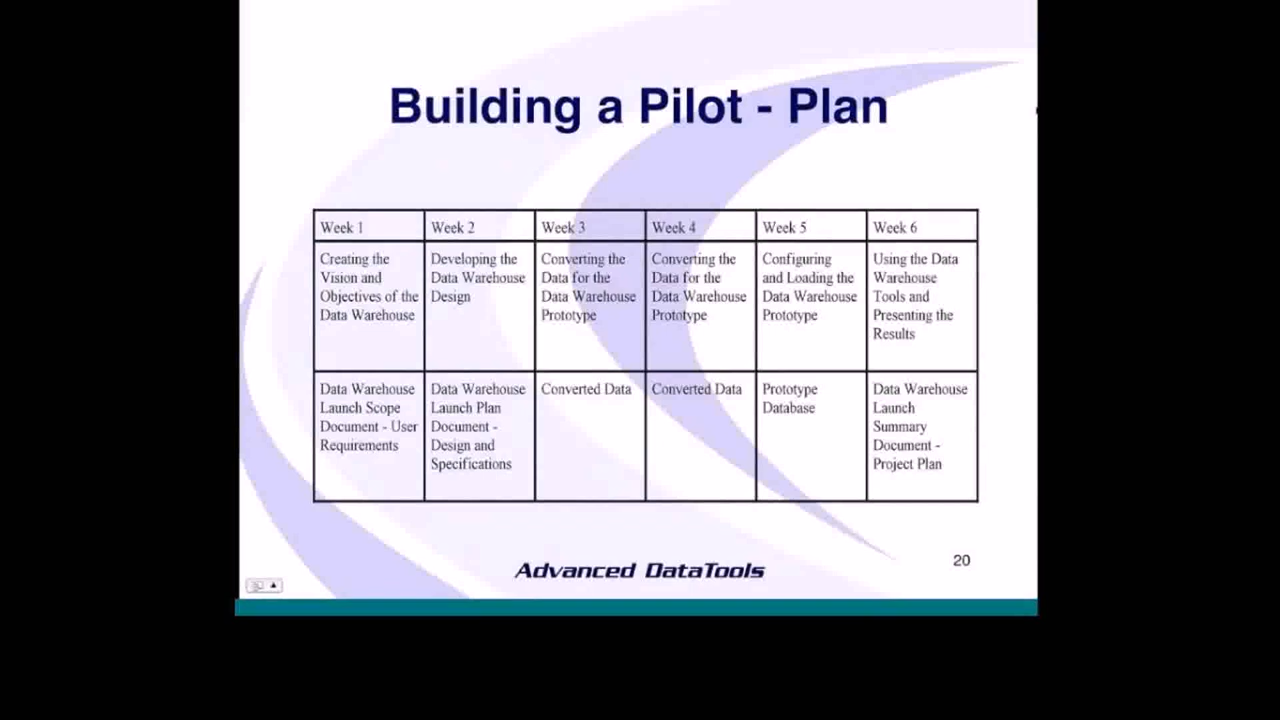 Building a Pilot - Plan
Week 1
Week 2
Week 3
Week 4
Week 5
Week 6
Creating the
Vision and
Objectives of the
Data Warehouse
Developing the
Data Warehouse
Design
Converting the
Data for the
Data Warehouse
Prototype
Converting the
Data for the
Data Warehouse
Prototype
Configuring
and Loading the
Data Warehouse
Prototype
Using the Data
Warehouse
Tools and
Presenting the
Results
Data Warehouse
Launch Scope
Document - User
Requirements
Data Warehouse
Launch Plan
Document -
Design and
Specifications
Converted Data
Converted Data
Prototype
Database
Data Warehouse
Launch
Summary
Document -
Project Plan
Advanced DataTools
20